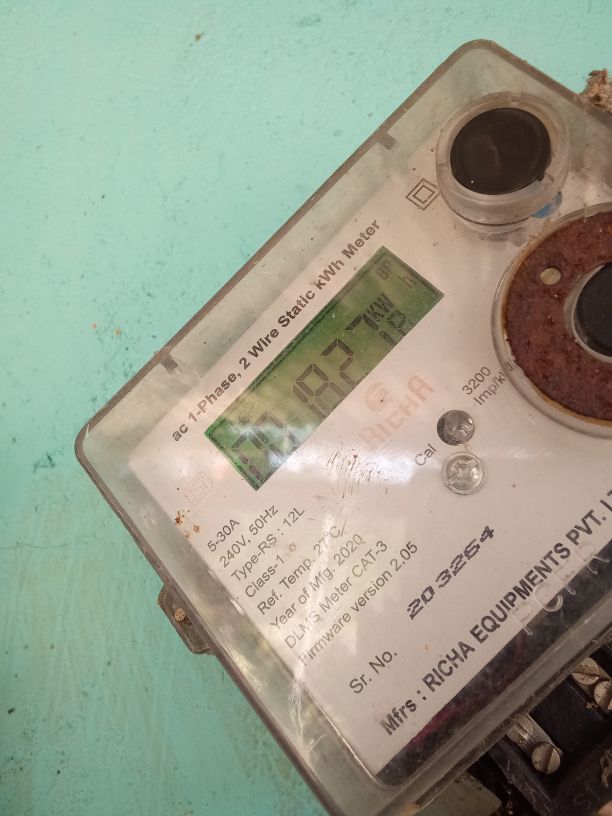 ac 1-Phase, 2 Wire Static kWh Meter
KW
RICHA
3200
Imp/k
Cal
5-30A
240V, 50Hz
Type-RS : 12L
Class-1
Ref. Temp. 27°C
Year of Mfg. 2020
DLMS Meter CAT-3
Firmware version 2.05
Sr. No. 203264
Mfrs : RICHA EQUIPMENTS PVT.